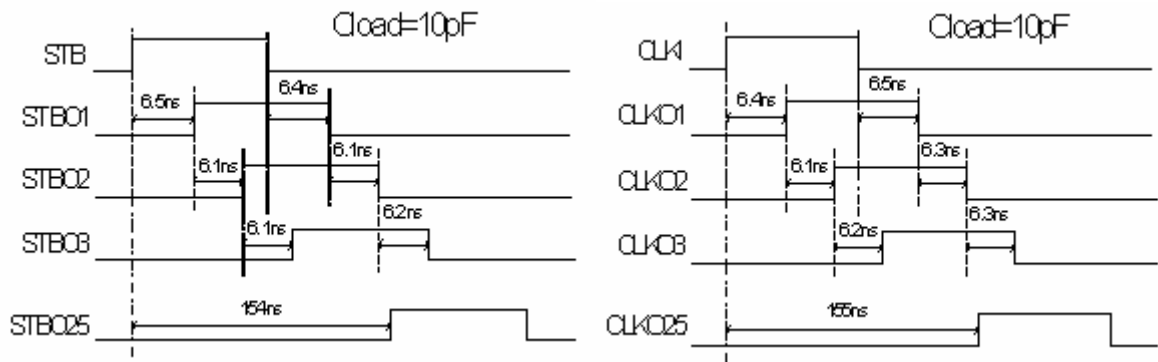 Cload=10pF
STB
6.5ns
6.4ns
STBO1
6.1ns
6.1ns
STBO2
6.1ns
6.2ns
STBO3
154ns
STBO25
Cload=10pF
CLKI
6.4ns
6.5ns
CLKO1
6.1ns
6.3ns
CLKO2
6.2ns
6.3ns
CLKO3
155ns
CLKO25